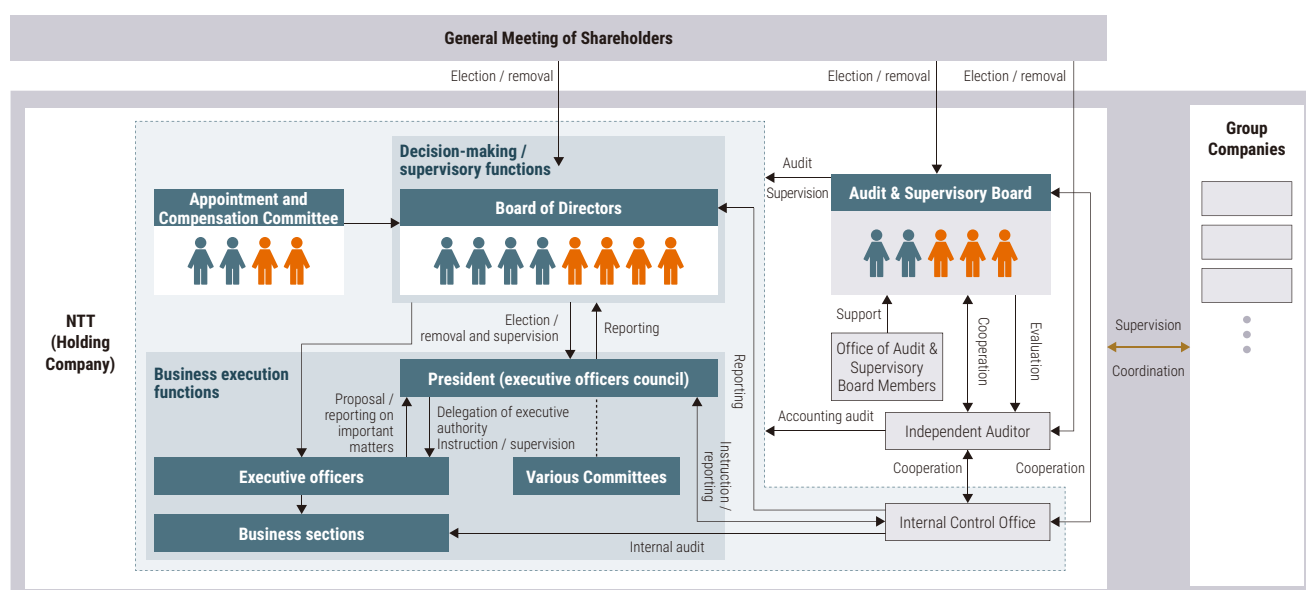 General Meeting of Shareholders
Election / removal
Election / removal
Election / removal
Group
Companies
Decision-making /
supervisory functions
Audit
Supervision
Appointment and
Compensation Committee
Board of Directors
Audit & Supervisory Board
NTT
(Holding
Company)
Election /
removal and supervision
Reporting
Support
Cooperation
Evaluation
Supervision
Coordination
Office of Audit &
Supervisory
Board Members
Business execution
functions
President (executive officers council)
Reporting
Proposal /
reporting on
important
matters
Delegation of executive
authority
Instruction / supervision
Accounting audit
Independent Auditor
Executive officers
Various Committees
Instruction /
reporting
Cooperation
Cooperation
Business sections
Internal Control Office
Internal audit